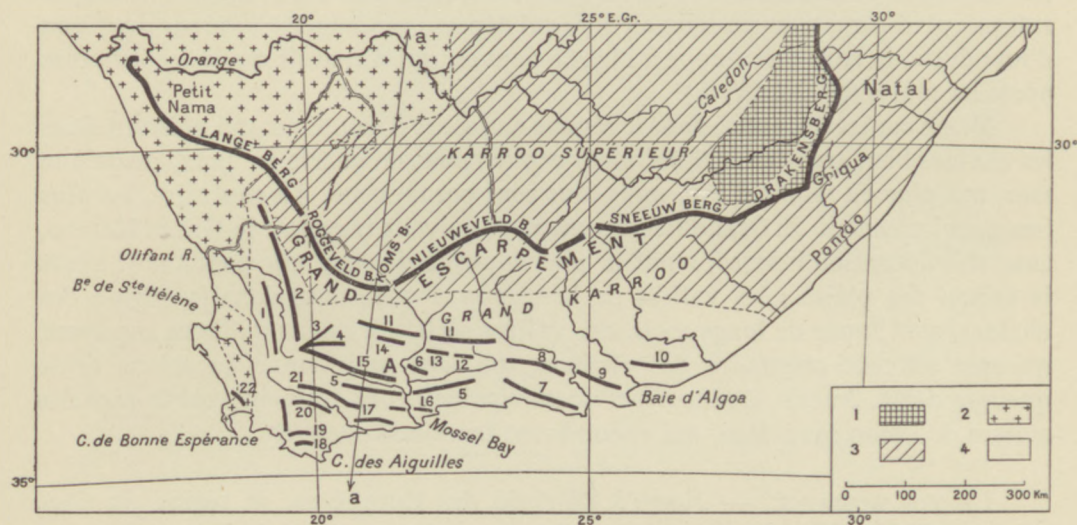 20°
25° E. Gr.
30°
a
Orange
Petit
Nama
Caledon
Natal
LANGE BERG
DRAKENSBERG
30°
30°
KARROO SUPÉRIEUR
Griqua
Pondo
ROGGEVELD B.
KOMS B.
NIEUWEVELD B.
SNEEUW BERG
GRAND ESCARPEMENT
Olifant R.
Be de Ste Hélène
GRAND KARROO
1
2
3
4
11
11
14
13
12
6
15
A
8
10
9
7
21
5
5
22
20
17
16
19
18
Baie d'Algoa
Mossel Bay
C. de Bonne Espérance
C. des Aiguilles
35°
a
1
2
3
4
0
100
200
300 Km.
20°
25°
30°